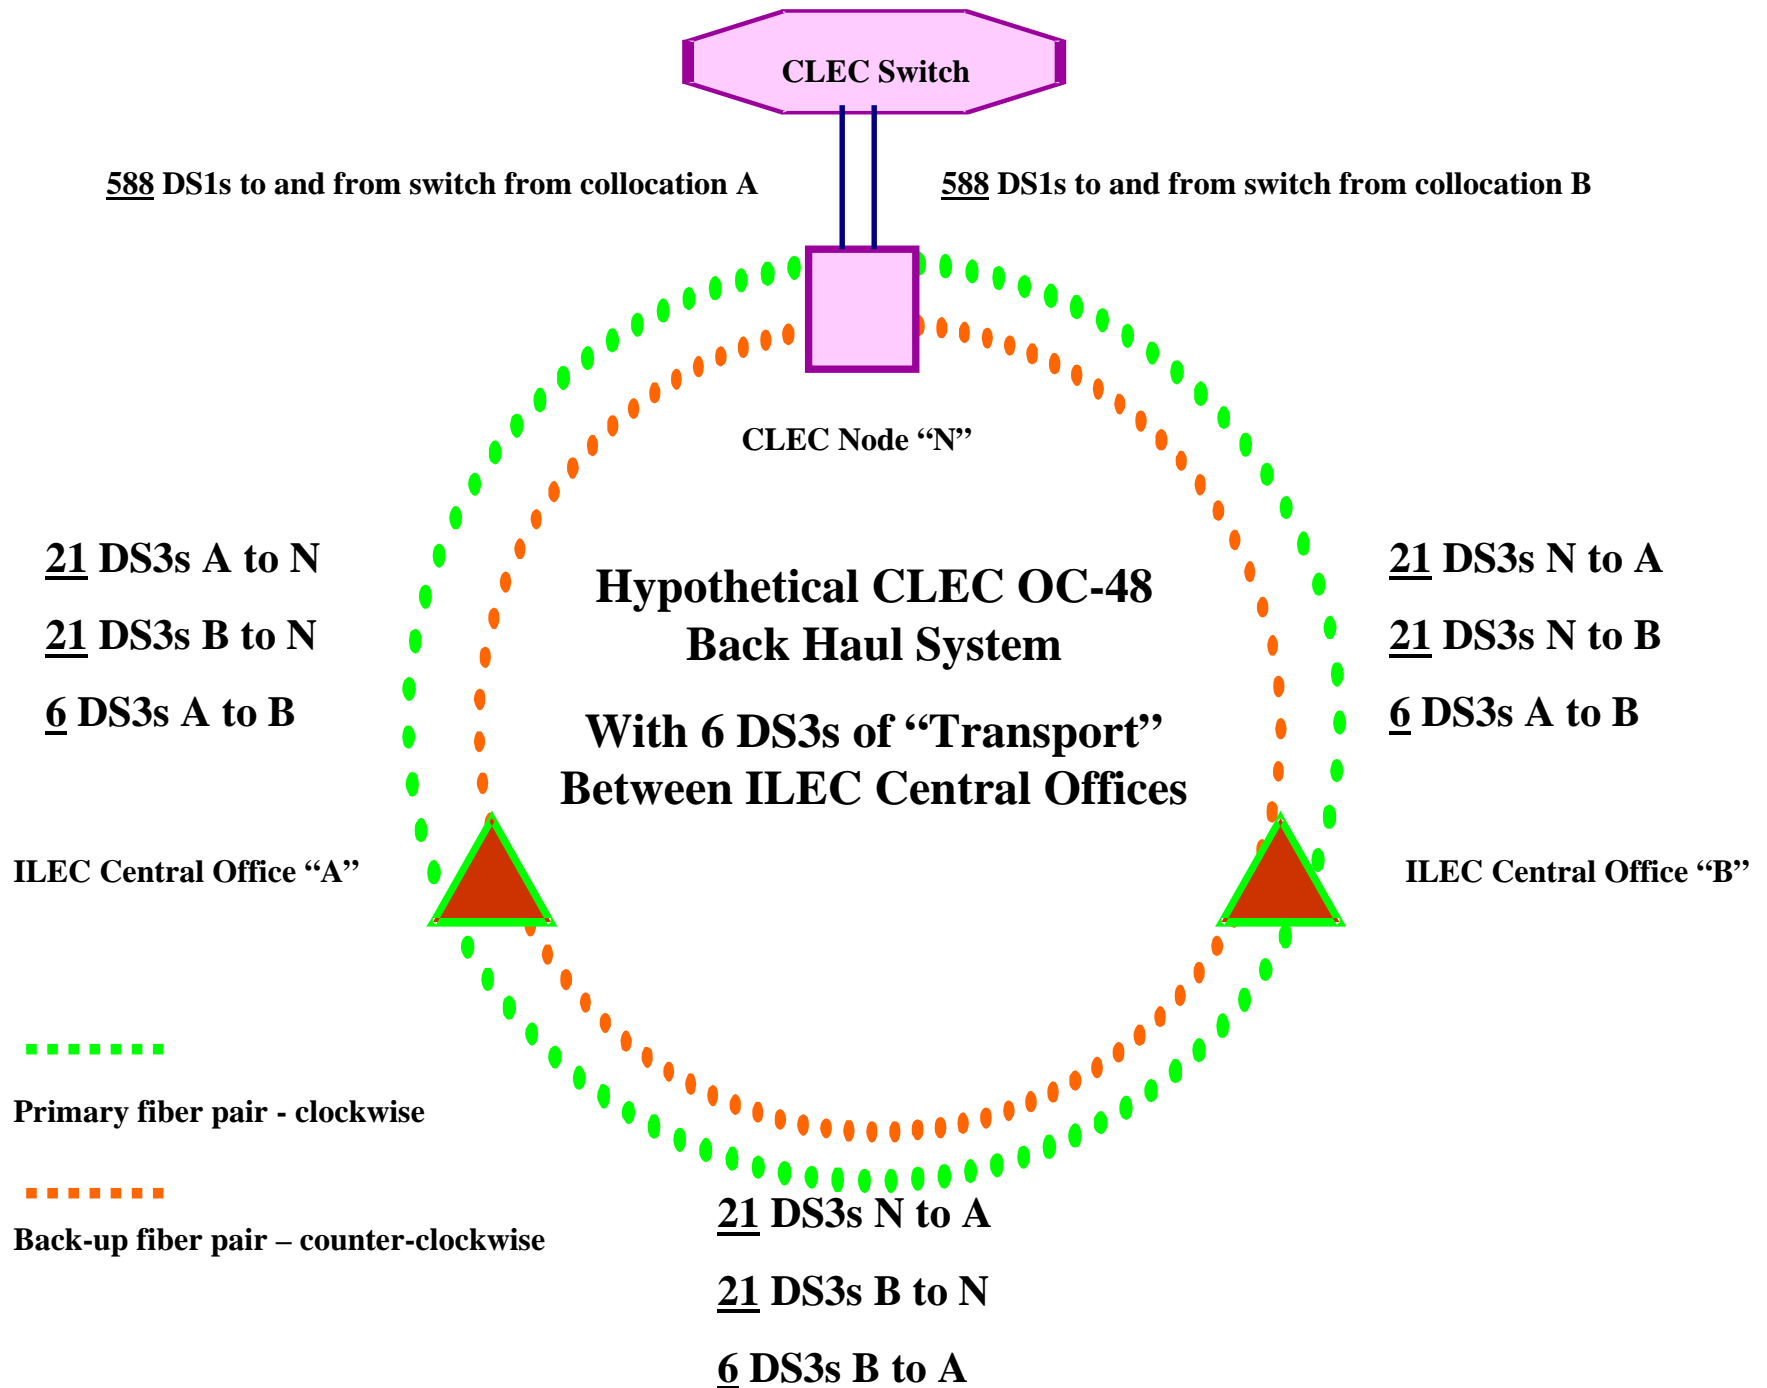 CLEC Switch
588 DS1s to and from switch from collocation A
588 DS1s to and from switch from collocation B
CLEC Node “N”
21 DS3s A to N
21 DS3s B to N
6 DS3s A to B
Hypothetical CLEC OC-48
Back Haul System
With 6 DS3s of “Transport”
Between ILEC Central Offices
21 DS3s N to A
21 DS3s N to B
6 DS3s A to B
ILEC Central Office “A”
ILEC Central Office “B”
Primary fiber pair - clockwise
Back-up fiber pair – counter-clockwise
21 DS3s N to A
21 DS3s B to N
6 DS3s B to A